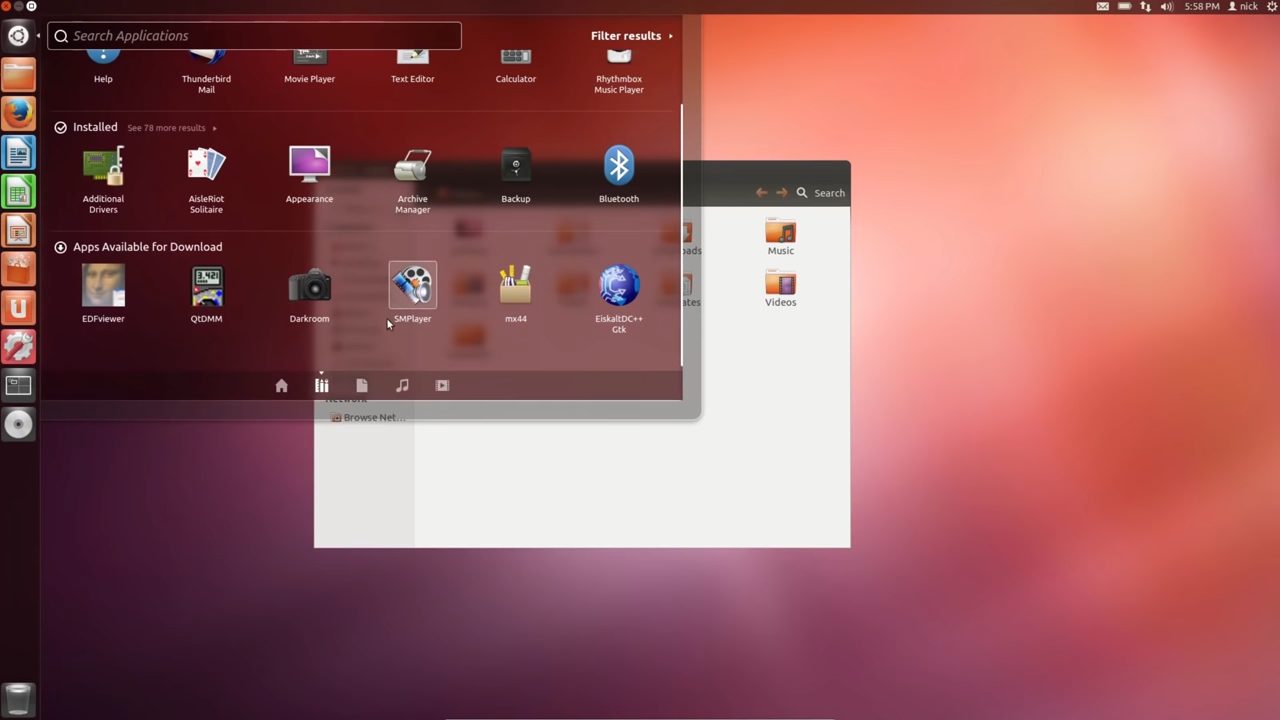 5:58 PM nick
Search Applications
Filter results
Help
Thunderbird
Mail
Movie Player
Text Editor
Calculator
Rhythmbox
Music Player
Installed See 78 more results
Additional
Drivers
AisleRiot
Solitaire
Appearance
Archive
Manager
Backup
Bluetooth
Search
Music
Videos
Apps Available for Download
EDFviewer
3.421
QtDMM
Darkroom
SMPlayer
mx44
EiskaltDC++
Gtk
Browse Net...